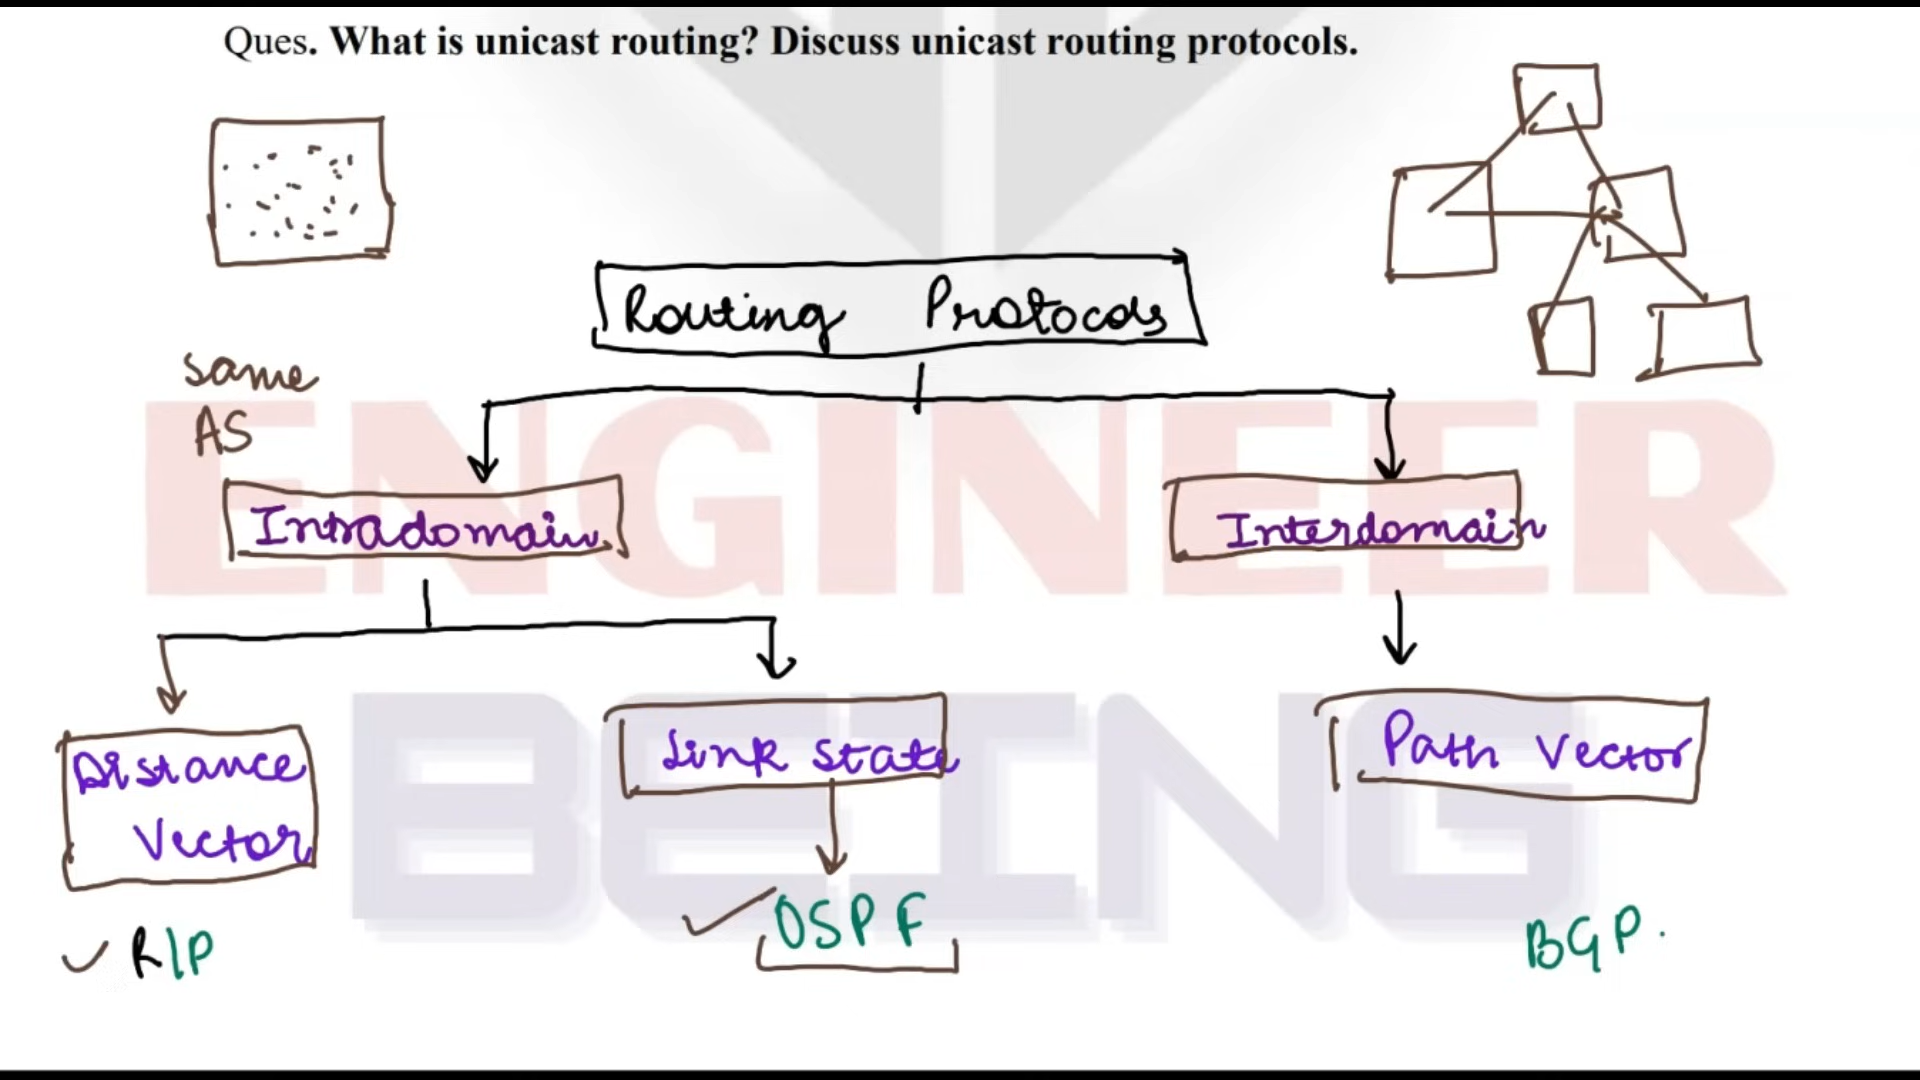 Ques. What is unicast routing? Discuss unicast routing protocols.
Routing Protocols
same
AS
Intradomain
Interdomain
Distance
Vector
Link State
Path Vector
RIP
OSPF
BGP.
ENGINEER
BEING